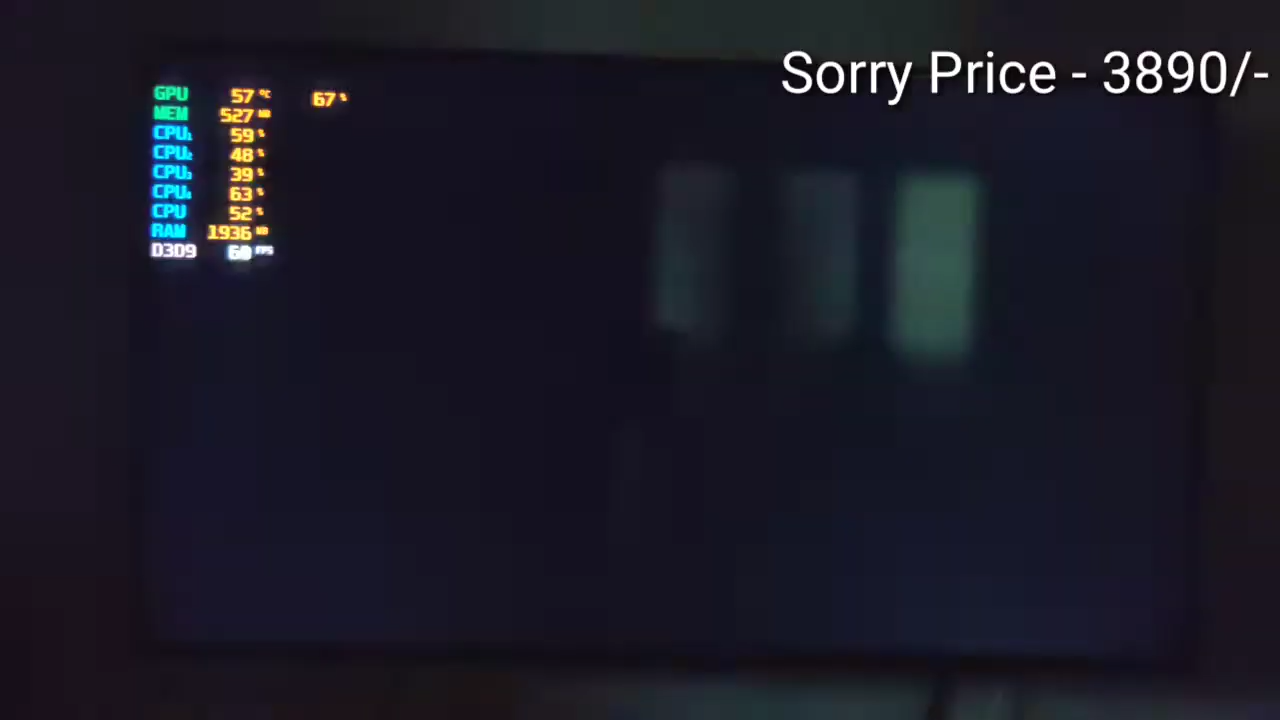 Sorry Price - 3890/-
GPU 57 °C 67 %
MEM 527 MB
CPU1 59 %
CPU2 48 %
CPU3 39 %
CPU4 63 %
CPU 52 %
RAM 1936 MB
D3D9 60 FPS